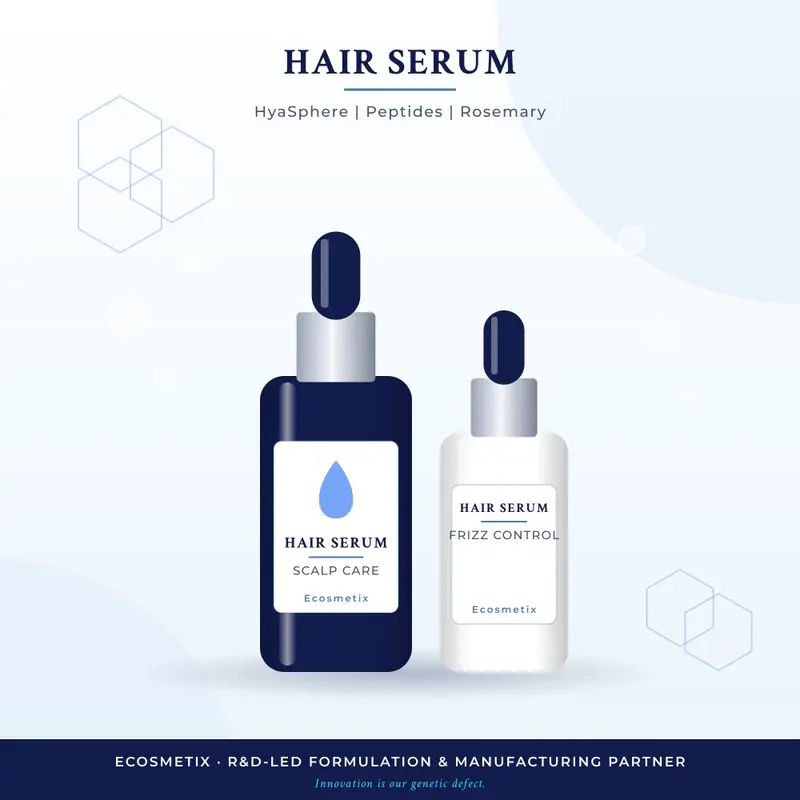 HAIR SERUM
HyaSphere | Peptides | Rosemary
HAIR SERUM
SCALP CARE
Ecosmetix
HAIR SERUM
FRIZZ CONTROL
Ecosmetix
ECOSMETIX · R&D-LED FORMULATION & MANUFACTURING PARTNER
Innovation is our genetic defect.